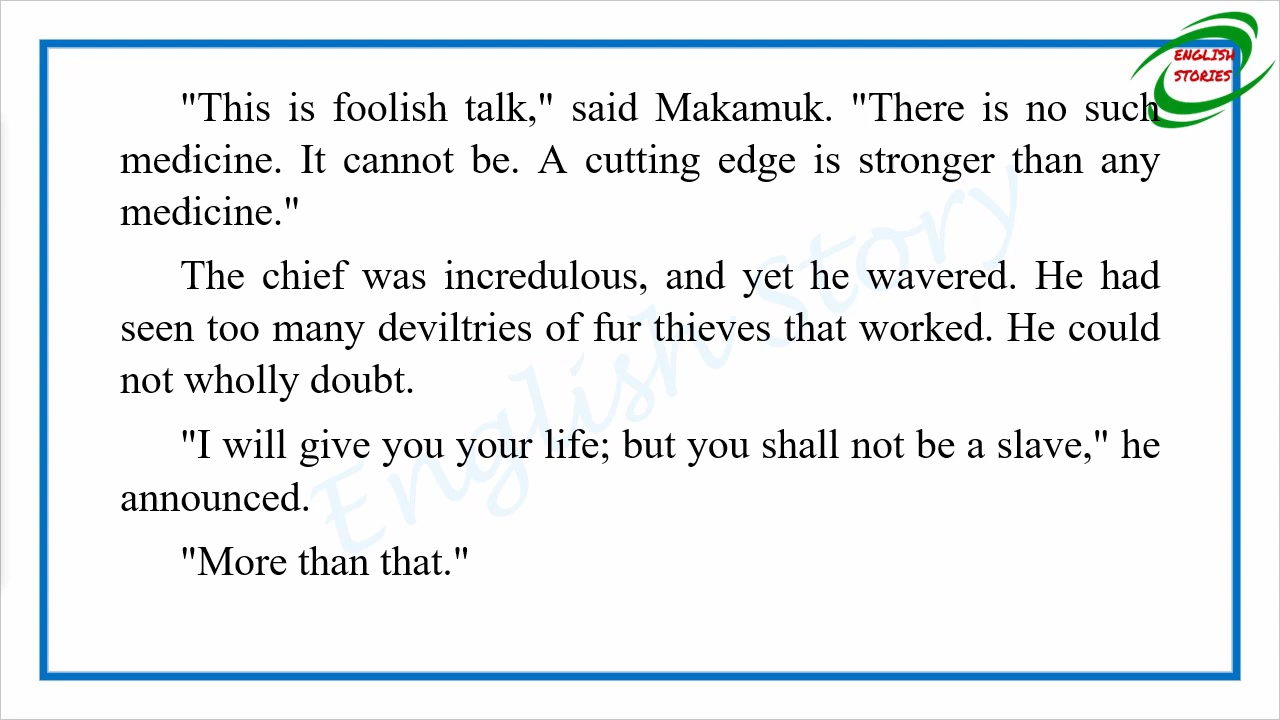 ENGLISH
STORIES
"This is foolish talk," said Makamuk. "There is no such
medicine. It cannot be. A cutting edge is stronger than any
medicine."
The chief was incredulous, and yet he wavered. He had
seen too many deviltries of fur thieves that worked. He could
not wholly doubt.
"I will give you your life; but you shall not be a slave," he
announced.
"More than that."
English Story